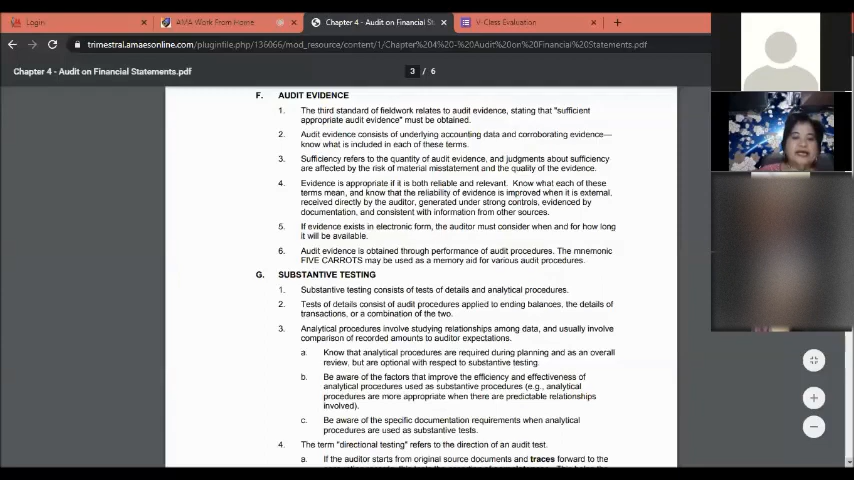 Login
AMA Work From Home
Chapter 4 - Audit on Financial St
Y-Class Evaluation
trimestral.amaesonline.com/pluginfile.php/136066/mod_resource/content/1/Chapter%204%20-%20Audit%20on%20Financial%20Statements.pdf
Chapter 4 - Audit on Financial Statements.pdf
3 / 6
F. AUDIT EVIDENCE
1. The third standard of fieldwork relates to audit evidence, stating that "sufficient
appropriate audit evidence" must be obtained.
2. Audit evidence consists of underlying accounting data and corroborating evidence—
know what is included in each of these terms.
3. Sufficiency refers to the quantity of audit evidence, and judgments about sufficiency
are affected by the risk of material misstatement and the quality of the evidence.
4. Evidence is appropriate if it is both reliable and relevant. Know what each of these
terms mean, and know that the reliability of evidence is improved when it is external,
received directly by the auditor, generated under strong controls, evidenced by
documentation, and consistent with information from other sources.
5. If evidence exists in electronic form, the auditor must consider when and for how long
it will be available.
6. Audit evidence is obtained through performance of audit procedures. The mnemonic
FIVE CARROTS may be used as a memory aid for various audit procedures.
G. SUBSTANTIVE TESTING
1. Substantive testing consists of tests of details and analytical procedures.
2. Tests of details consist of audit procedures applied to ending balances, the details of
transactions, or a combination of the two.
3. Analytical procedures involve studying relationships among data, and usually involve
comparison of recorded amounts to auditor expectations.
a. Know that analytical procedures are required during planning and as an overall
review, but are optional with respect to substantive testing.
b. Be aware of the factors that improve the efficiency and effectiveness of
analytical procedures used as substantive procedures (e.g., analytical
procedures are more appropriate when there are predictable relationships
involved).
c. Be aware of the specific documentation requirements when analytical
procedures are used as substantive tests.
4. The term "directional testing" refers to the direction of an audit test.
a. If the auditor starts from original source documents and traces forward to the